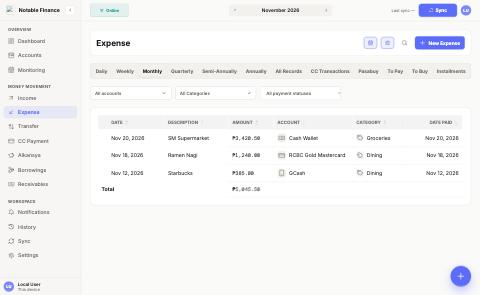 Notable Finance
Online
November 2026
Last sync —
Sync
LU
OVERVIEW
Dashboard
Accounts
Monitoring
MONEY MOVEMENT
Income
Expense
Transfer
CC Payment
Alkansya
Borrowings
Receivables
WORKSPACE
Notifications
History
Sync
Settings
LU
Local User
This device
Expense
+ New Expense
Daily Weekly Monthly Quarterly Semi-Annually Annually All Records CC Transactions Pasabuy To Pay To Buy Installments
All accounts All Categories All payment statuses
DATE DESCRIPTION AMOUNT ACCOUNT CATEGORY DATE PAID
Nov 20, 2026 SM Supermarket ₱3,420.50 Cash Wallet Groceries Nov 20, 2026
Nov 18, 2026 Ramen Nagi ₱1,240.00 RCBC Gold Mastercard Dining Nov 18, 2026
Nov 12, 2026 Starbucks ₱385.00 GCash Dining Nov 12, 2026
Total ₱5,045.50
+